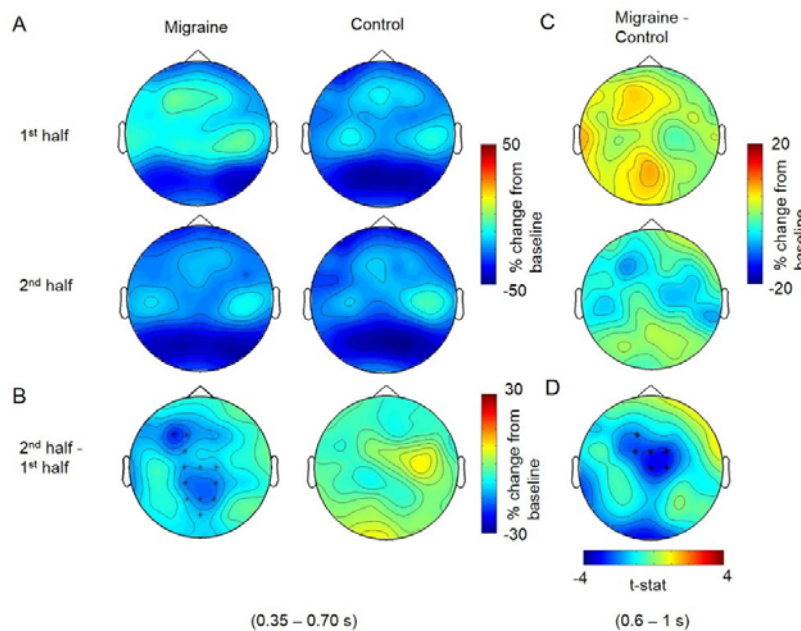 A
Migraine
Control
C
Migraine -
Control
1st half
50
% change from
baseline
-50
20
% change from
baseline
-20
2nd half
B
2nd half -
1st half
30
% change from
baseline
-30
D
-4
4
t-stat
(0.35 – 0.70 s)
(0.6 – 1 s)